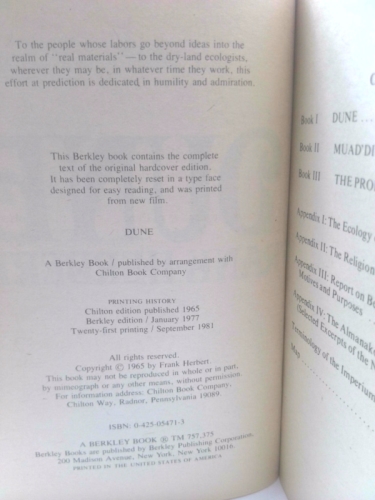 To the people whose labors go beyond ideas into the
realm of "real materials"—to the dry-land ecologists,
wherever they may be, in whatever time they work, this
effort at prediction is dedicated in humility and admiration.
This Berkley book contains the complete
text of the original hardcover edition.
It has been completely reset in a type face
designed for easy reading, and was printed
from new film.
DUNE
A Berkley Book / published by arrangement with
Chilton Book Company
PRINTING HISTORY
Chilton edition published 1965
Berkley edition / January 1977
Twenty-first printing / September 1981
All rights reserved.
Copyright © 1965 by Frank Herbert
This book may not be reproduced in whole or in part,
by mimeograph or any other means, without permission.
For information address: Chilton Book Company,
Chilton Way, Radnor, Pennsylvania 19089.
ISBN: 0-425-05471-3
A BERKLEY BOOK ® TM 757,375
Berkley Books are published by Berkley Publishing Corporation,
200 Madison Avenue, New York, New York 10016.
PRINTED IN THE UNITED STATES OF AMERICA
Book I DUNE ...
Book II MUAD'DI
Book III THE PRO
Appendix I: The Ecology
Appendix II: The Religion
Appendix III: Report on Be
Motives and Purposes
Appendix IV: The Almanak
(Selected Excerpts of the N
Terminology of the Imperium
Map